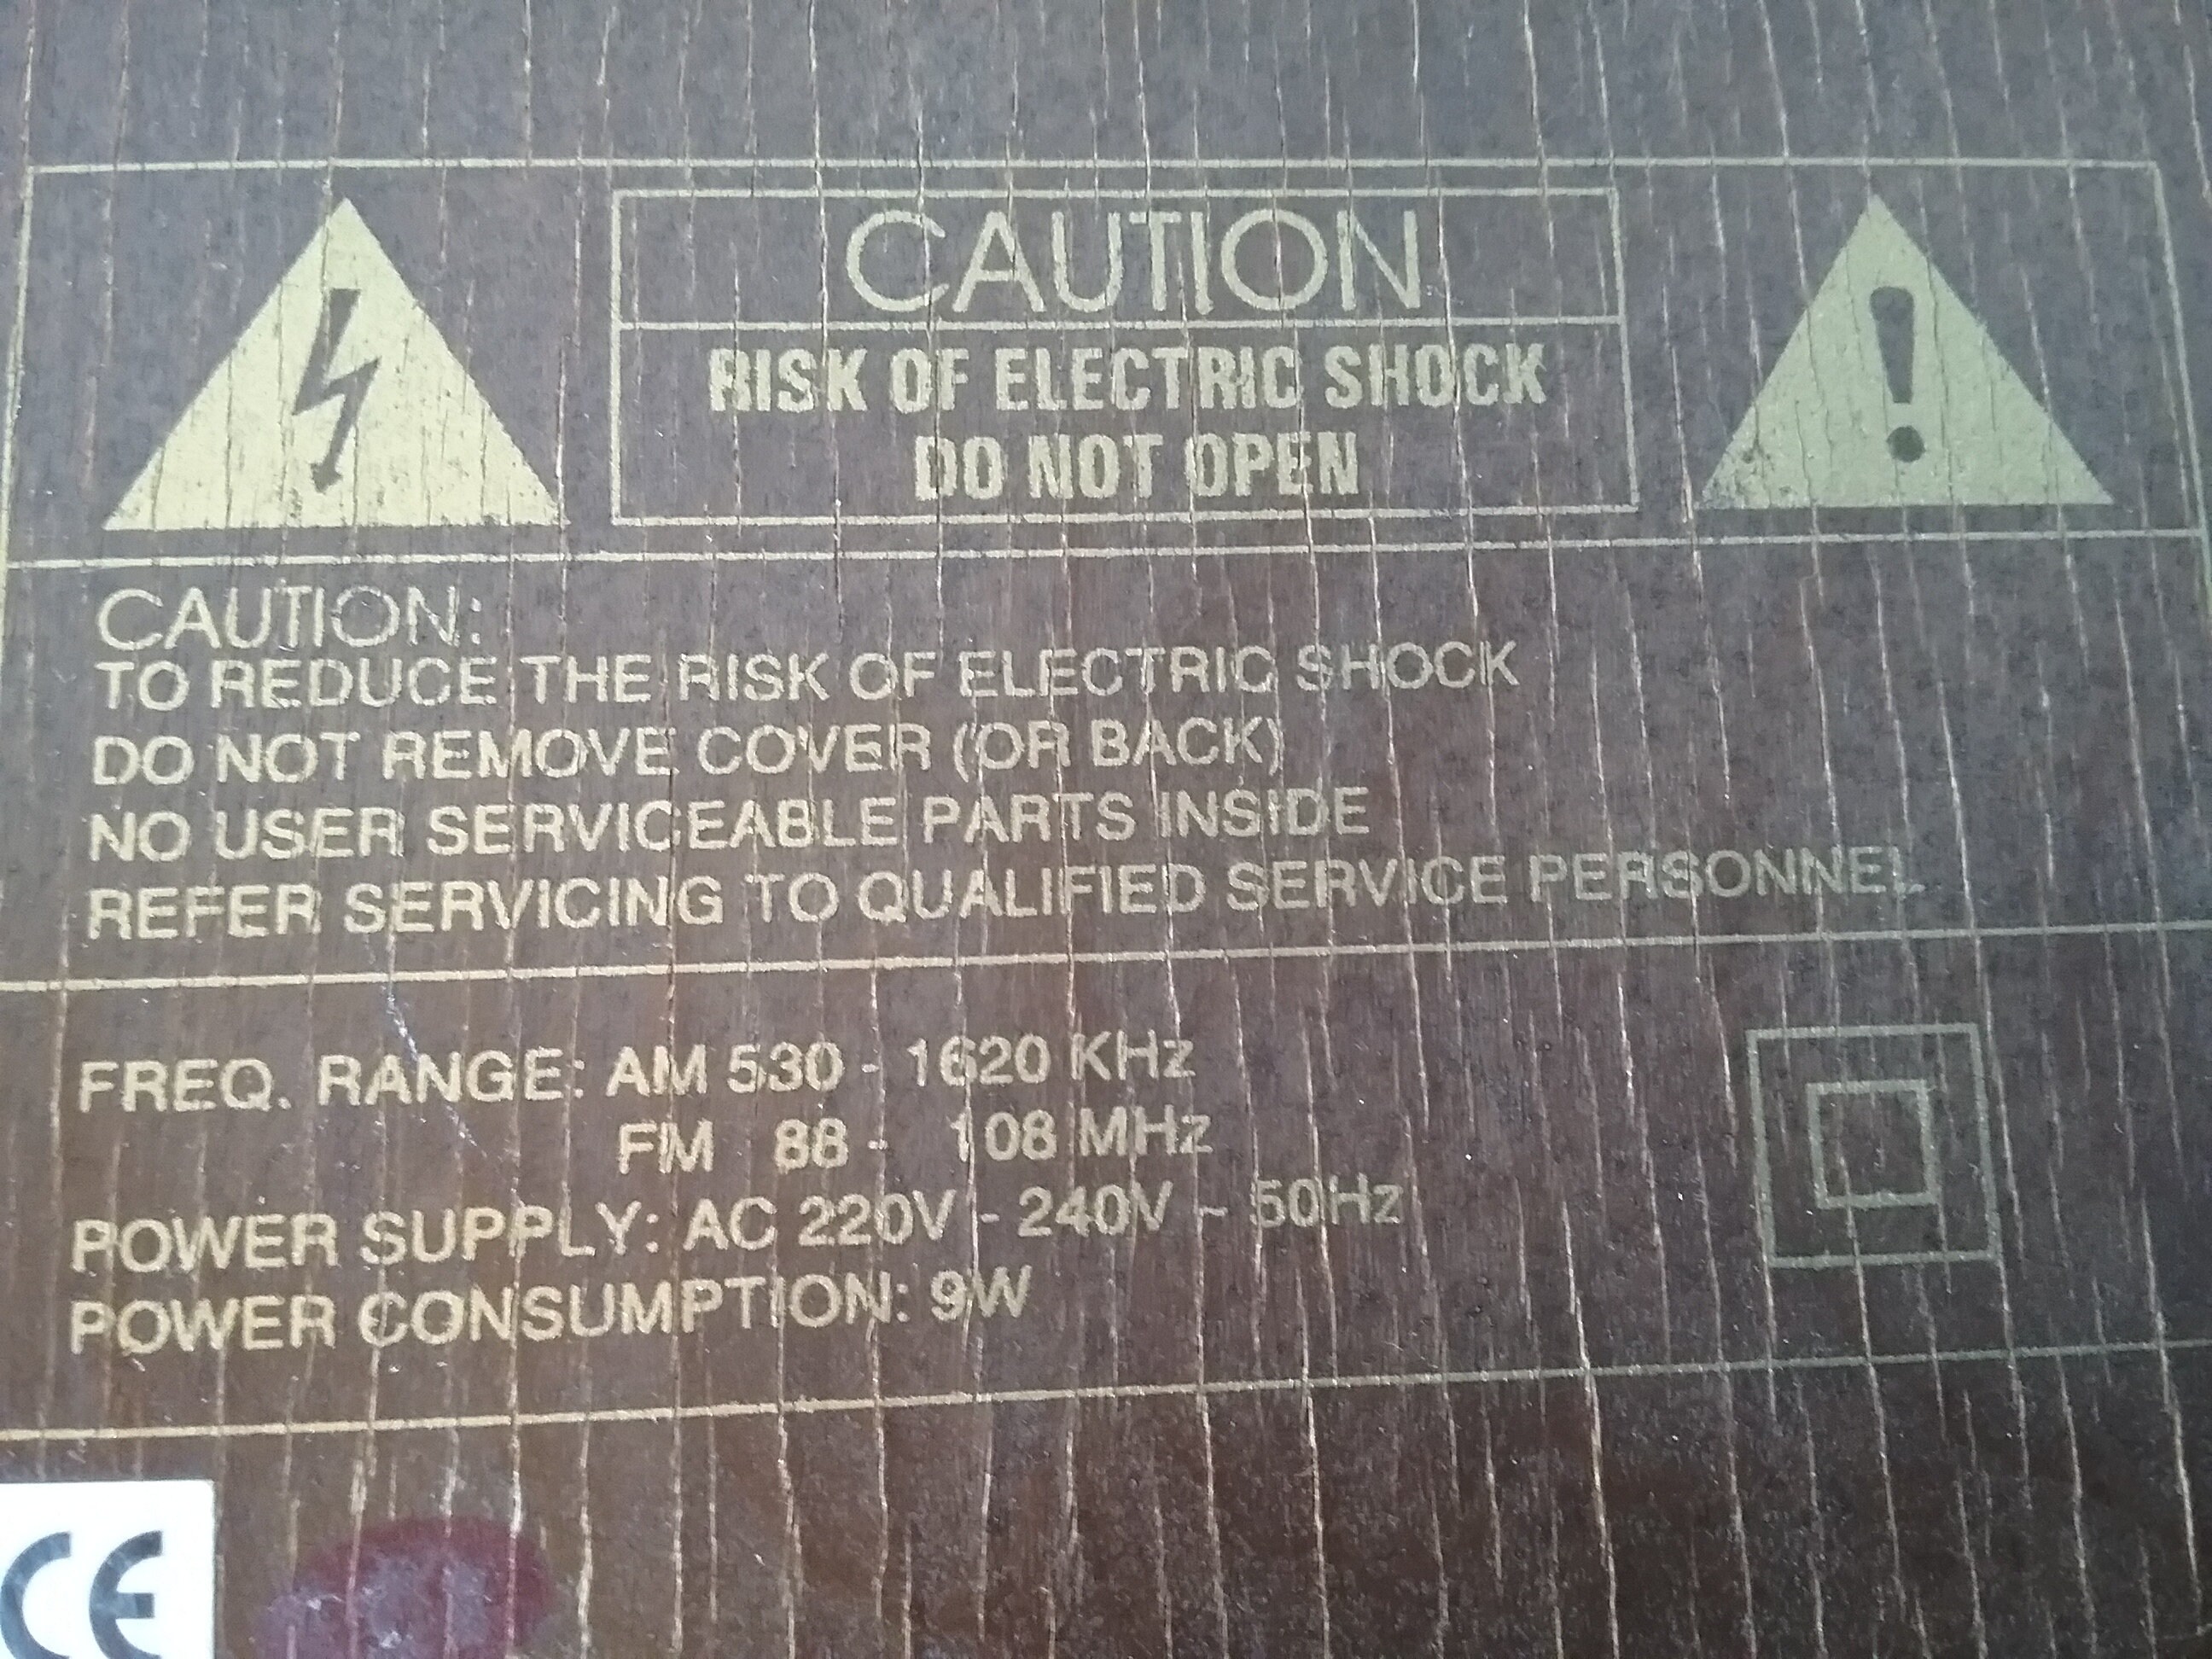 CAUTION
RISK OF ELECTRIC SHOCK
DO NOT OPEN
CAUTION:
TO REDUCE THE RISK OF ELECTRIC SHOCK
DO NOT REMOVE COVER (OR BACK)
NO USER SERVICEABLE PARTS INSIDE
REFER SERVICING TO QUALIFIED SERVICE PERSONNEL
FREQ. RANGE: AM 530 - 1620 KHz
FM 88 - 108 MHz
POWER SUPPLY: AC 220V - 240V ~ 50Hz
POWER CONSUMPTION: 9W
CE